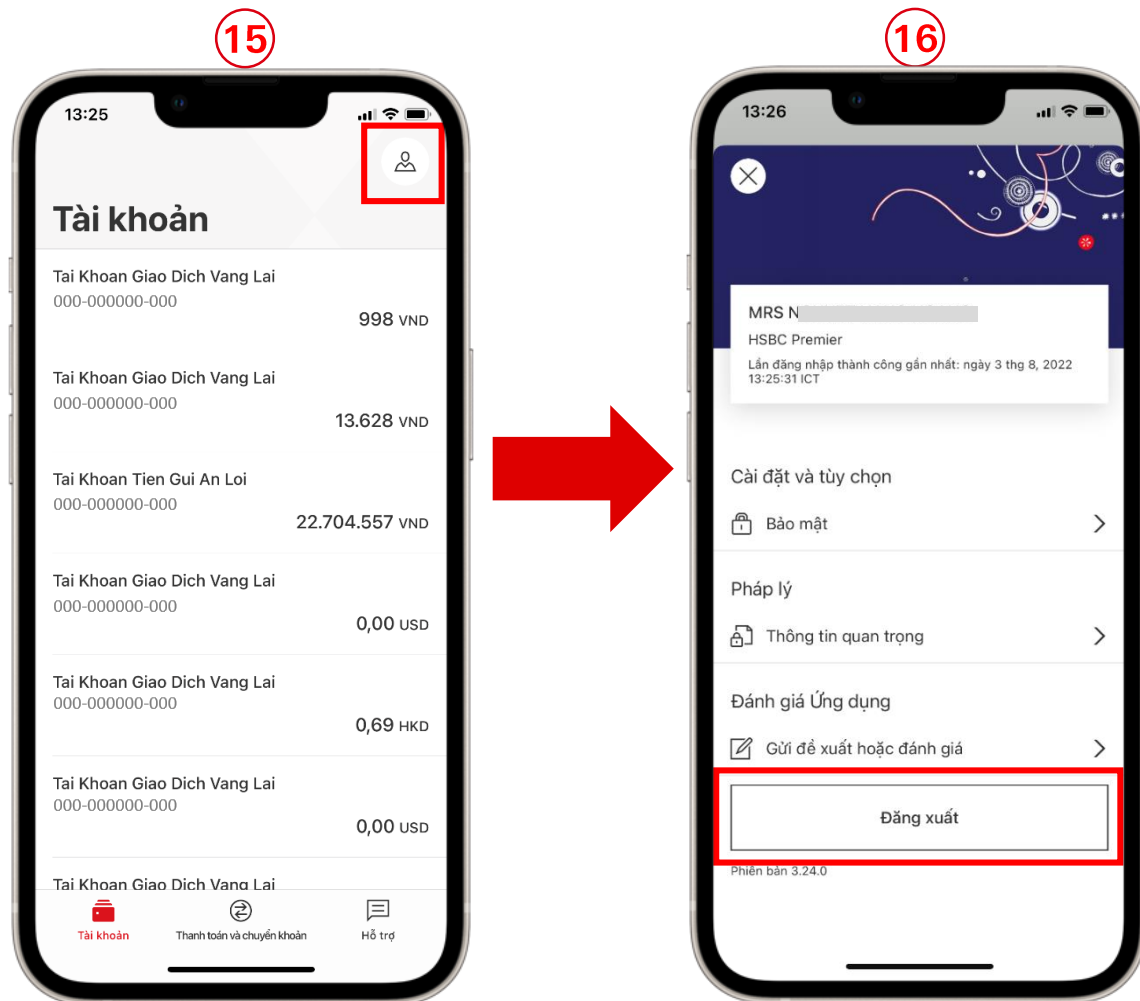 15
13:25
Tài khoản
Tai Khoan Giao Dich Vang Lai
000-000000-000
998 VND
Tai Khoan Giao Dich Vang Lai
000-000000-000
13.628 VND
Tai Khoan Tien Gui An Loi
000-000000-000
22.704.557 VND
Tai Khoan Giao Dich Vang Lai
000-000000-000
0,00 USD
Tai Khoan Giao Dich Vang Lai
000-000000-000
0,69 HKD
Tai Khoan Giao Dich Vang Lai
000-000000-000
0,00 USD
Tai Khoan Giao Dich Vang Lai
Tài khoản
Thanh toán và chuyển khoản
Hỗ trợ
16
13:26
MRS N
HSBC Premier
Lần đăng nhập thành công gần nhất: ngày 3 thg 8, 2022
13:25:31 ICT
Cài đặt và tùy chọn
Bảo mật
Pháp lý
Thông tin quan trọng
Đánh giá Ứng dụng
Gửi đề xuất hoặc đánh giá
Đăng xuất
Phiên bản 3.24.0